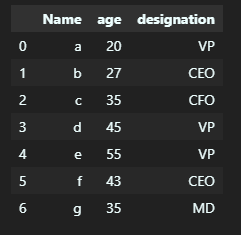 Name age designation
0 a 20 VP
1 b 27 CEO
2 c 35 CFO
3 d 45 VP
4 e 55 VP
5 f 43 CEO
6 g 35 MD